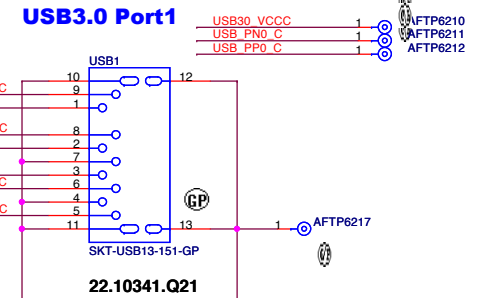 USB3.0 Port1
USB30_VCCC 1 AFTP6210
USB_PN0_C 1 AFTP6211
USB_PP0_C 1 AFTP6212
USB1
10 12
C 9
1
C 8
2
7
3
C 6
4
C 5
11 13
GP
1 AFTP6217
SKT-USB13-151-GP
22.10341.Q21